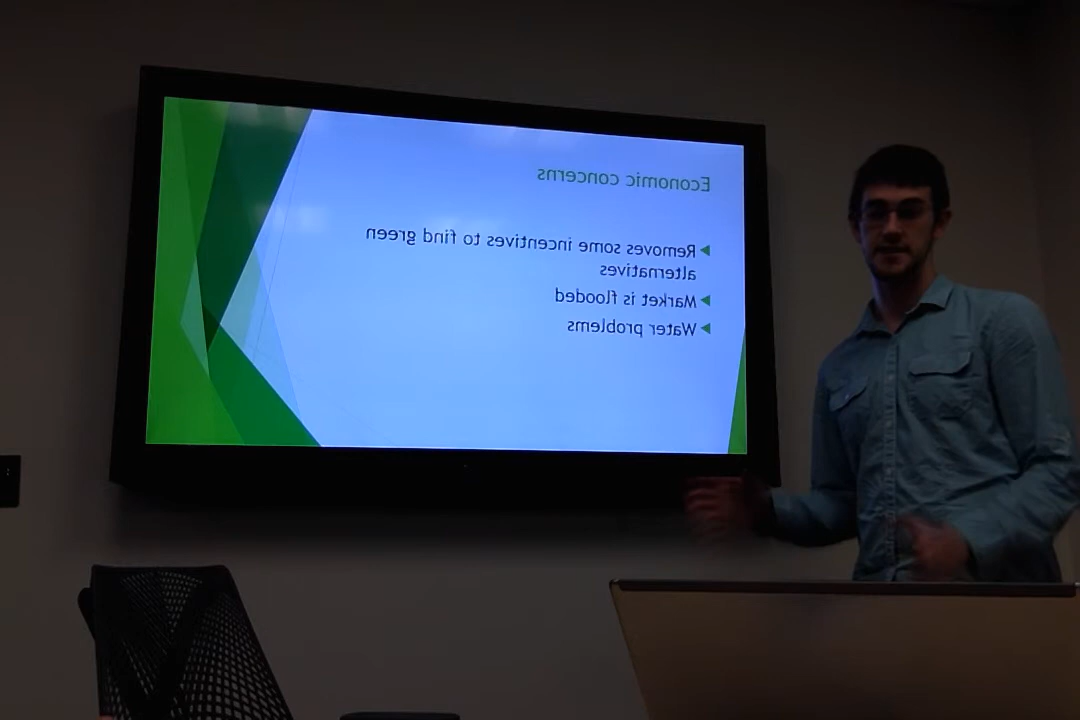 Economic concerns
Removes some incentives to find green
alternatives
Market is flooded
Water problems